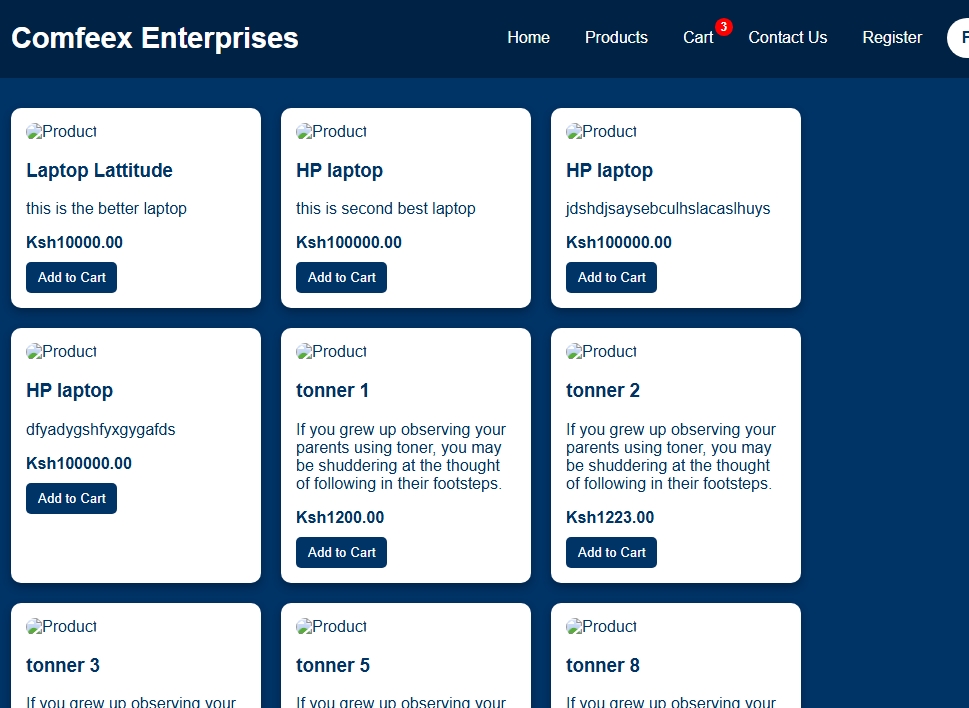 Comfeex Enterprises
Home Products Cart 3 Contact Us Register F
Product Product Product
Laptop Lattitude HP laptop HP laptop
this is the better laptop this is second best laptop jdshdjsaysebculhslacaslhuys
Ksh10000.00 Ksh100000.00 Ksh100000.00
Add to Cart Add to Cart Add to Cart
Product Product Product
HP laptop tonner 1 tonner 2
dfyadygshfyxgygafds If you grew up observing your If you grew up observing your
parents using toner, you may parents using toner, you may
Ksh100000.00 be shuddering at the thought be shuddering at the thought
of following in their footsteps. of following in their footsteps.
Add to Cart Ksh1200.00 Ksh1223.00
Add to Cart Add to Cart
Product Product Product
tonner 3 tonner 5 tonner 8
If you grew up observing your If you grew up observing your If you grew up observing your